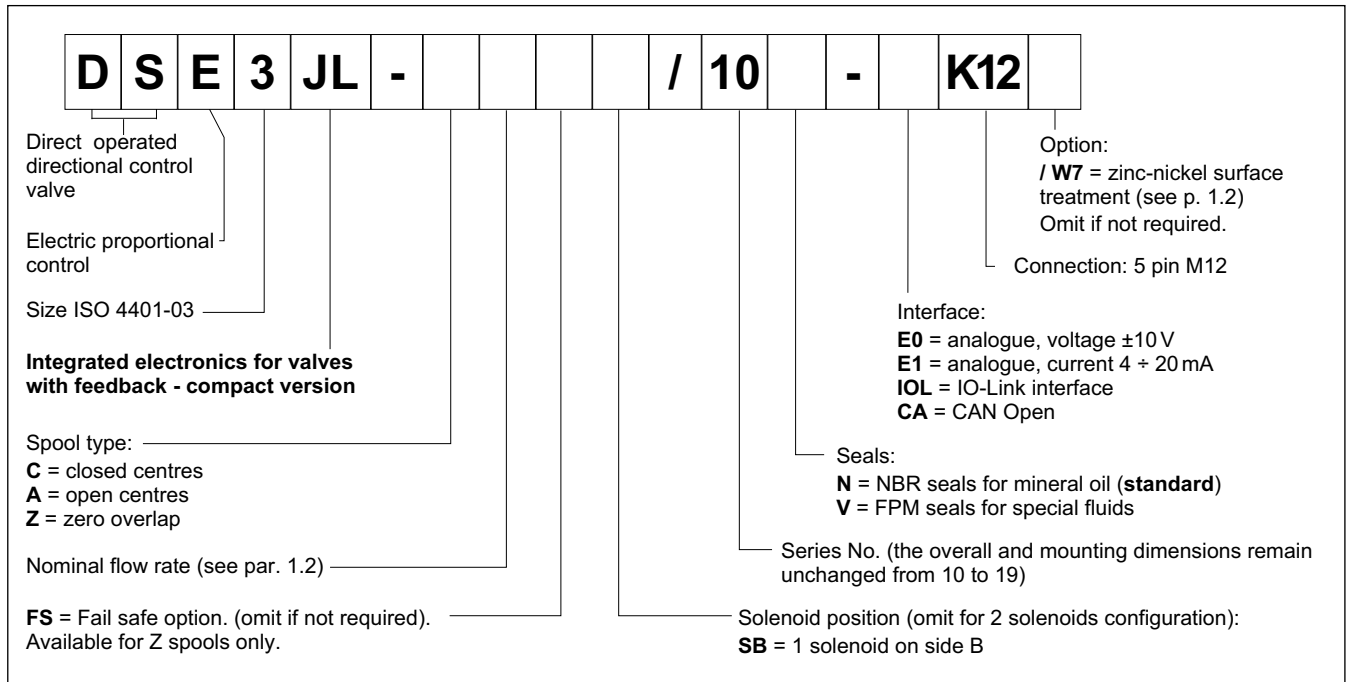 D S E 3 JL - / 10 - K12
Direct operated
directional control
valve
Electric proportional
control
Size ISO 4401-03
Integrated electronics for valves
with feedback - compact version
Spool type:
C = closed centres
A = open centres
Z = zero overlap
Nominal flow rate (see par. 1.2)
FS = Fail safe option. (omit if not required).
Available for Z spools only.
Option:
/ W7 = zinc-nickel surface
treatment (see p. 1.2)
Omit if not required.
Connection: 5 pin M12
Interface:
E0 = analogue, voltage ±10 V
E1 = analogue, current 4 ÷ 20 mA
IOL = IO-Link interface
CA = CAN Open
Seals:
N = NBR seals for mineral oil (standard)
V = FPM seals for special fluids
Series No. (the overall and mounting dimensions remain
unchanged from 10 to 19)
Solenoid position (omit for 2 solenoids configuration):
SB = 1 solenoid on side B